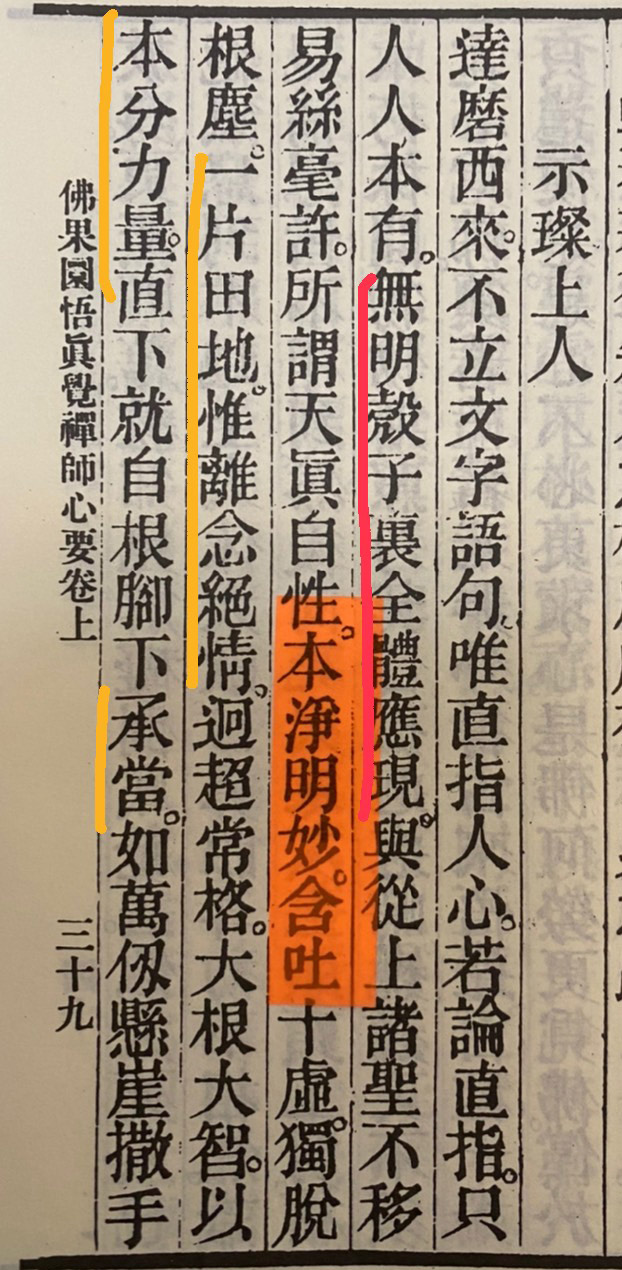 示璨上人
達磨西來。不立文字語句。唯直指人心。若論直指。只
人人本有。無明殼子裏全體應現。與從上諸聖不移
易絲毫許。所謂天眞自性。本淨明妙。含吐十虛。獨脫
根塵。一片田地。惟離念絕情。迥超常格。大根大智。以
本分力量。直下就自根腳下承當。如萬仞懸崖撒手
佛果圜悟眞覺禪師心要卷上
三十九